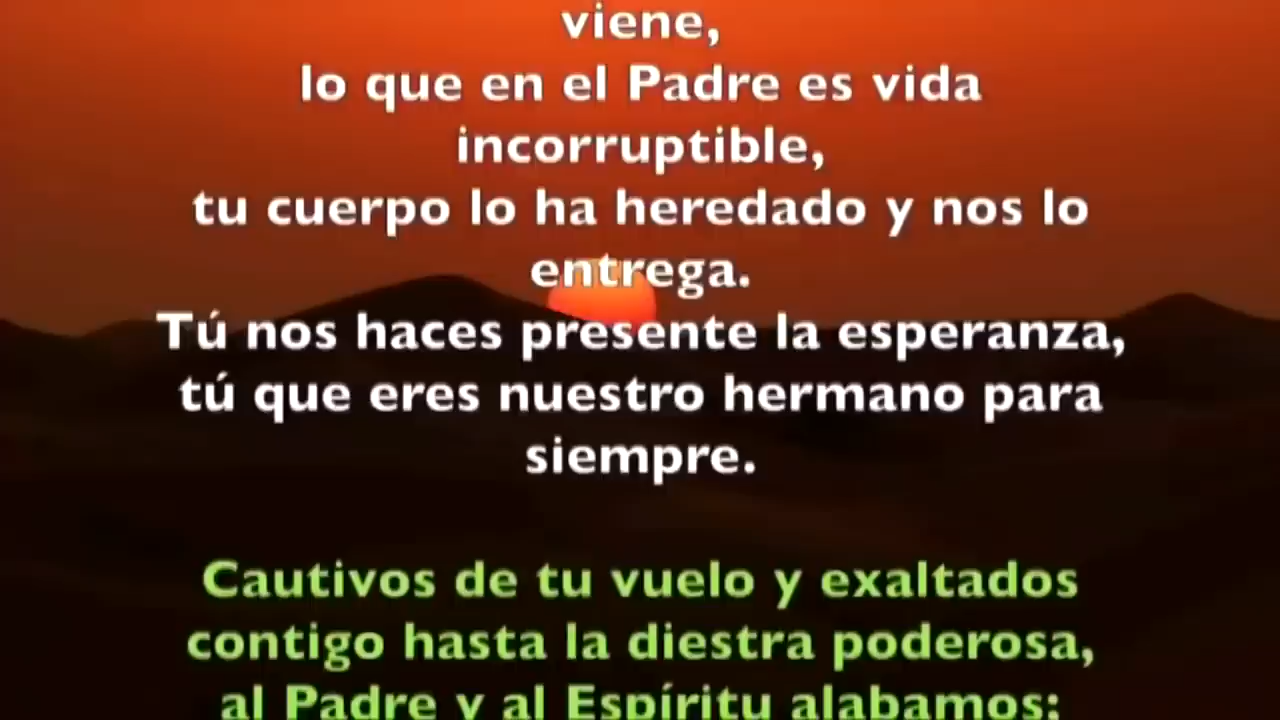 viene,
lo que en el Padre es vida
incorruptible,
tu cuerpo lo ha heredado y nos lo
entrega.
Tú nos haces presente la esperanza,
tú que eres nuestro hermano para
siempre.
Cautivos de tu vuelo y exaltados
contigo hasta la diestra poderosa,
al Padre y al Espíritu alabamos;